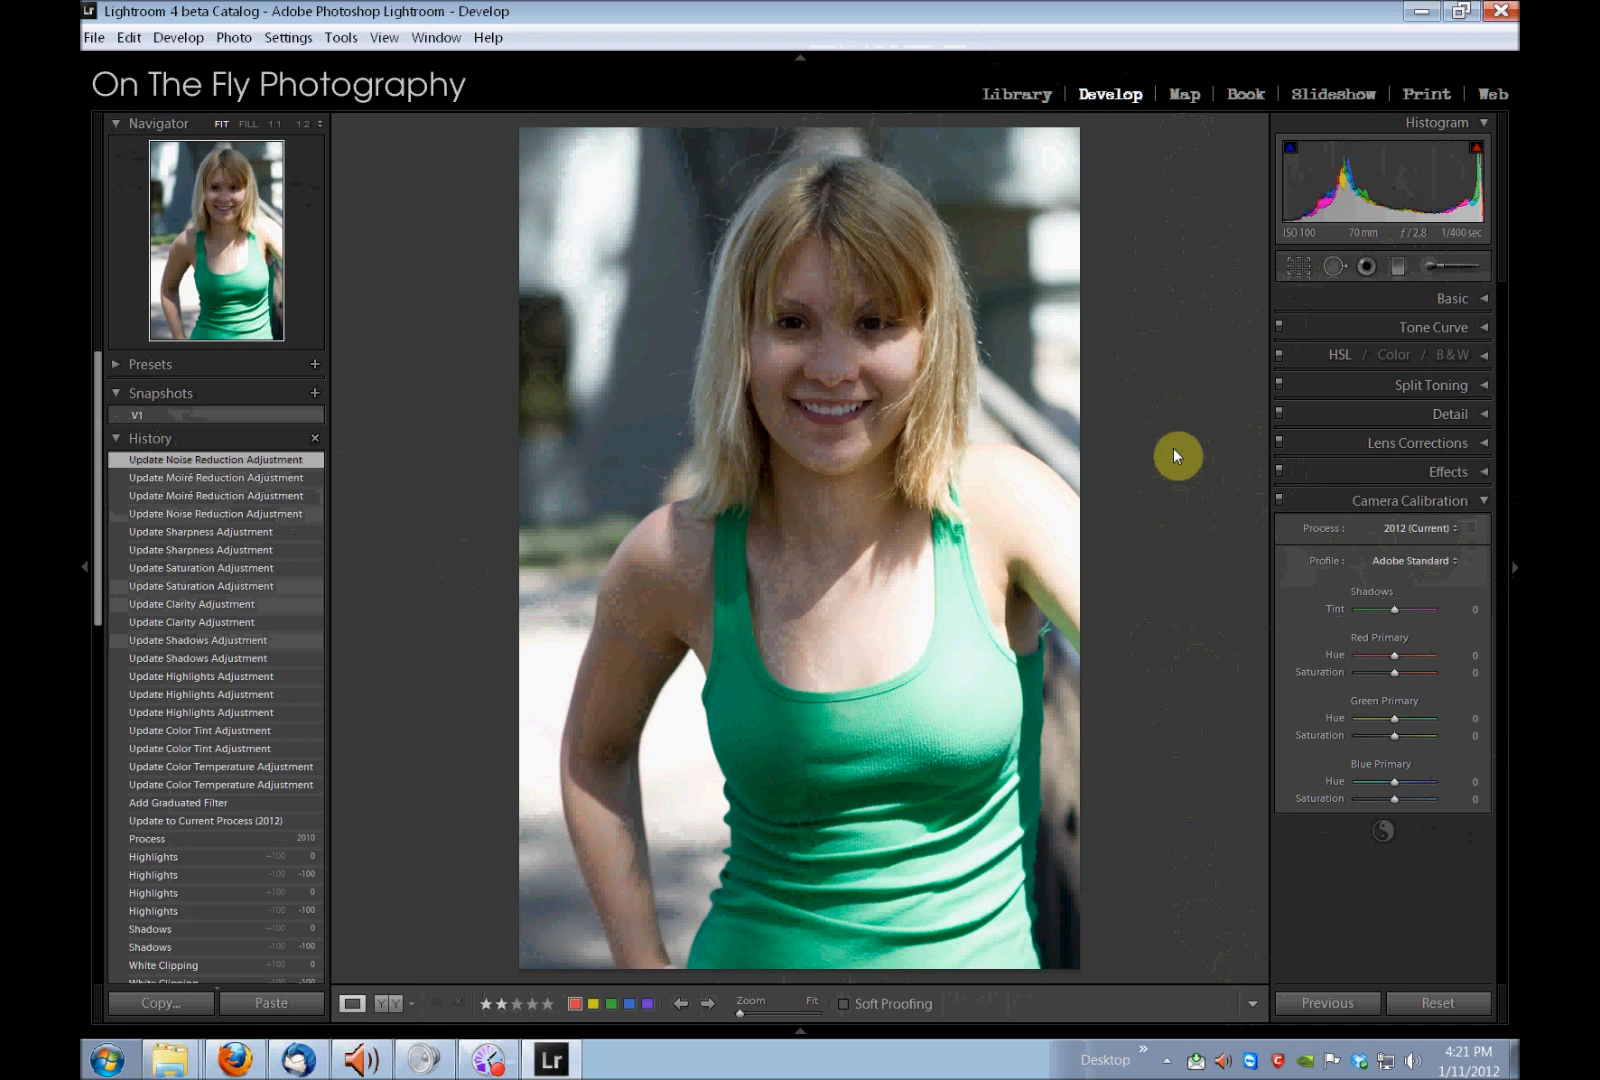 Lightroom 4 beta Catalog - Adobe Photoshop Lightroom - Develop
File Edit Develop Photo Settings Tools View Window Help
On The Fly Photography
Library | Develop | Map | Book | Slideshow | Print | Web
Navigator FIT FILL 1:1 1:2
Histogram
ISO 100 70 mm f / 2.8 1/400 sec
Basic
Tone Curve
HSL / Color / B & W
Split Toning
Detail
Lens Corrections
Effects
Camera Calibration
Process : 2012 (Current)
Profile : Adobe Standard
Shadows
Tint 0
Red Primary
Hue 0
Saturation 0
Green Primary
Hue 0
Saturation 0
Blue Primary
Hue 0
Saturation 0
Presets
Snapshots
V1
History
Update Noise Reduction Adjustment
Update Moiré Reduction Adjustment
Update Moiré Reduction Adjustment
Update Noise Reduction Adjustment
Update Sharpness Adjustment
Update Sharpness Adjustment
Update Saturation Adjustment
Update Saturation Adjustment
Update Clarity Adjustment
Update Clarity Adjustment
Update Shadows Adjustment
Update Shadows Adjustment
Update Highlights Adjustment
Update Highlights Adjustment
Update Highlights Adjustment
Update Color Tint Adjustment
Update Color Tint Adjustment
Update Color Temperature Adjustment
Update Color Temperature Adjustment
Add Graduated Filter
Update to Current Process (2012)
Process 2010
Highlights +100 0
Highlights -100 -100
Highlights +100 0
Highlights -100 -100
Shadows +100 0
Shadows -100 -100
White Clipping +100 0
Copy... Paste
Zoom Fit Soft Proofing
Previous Reset
Lr
Desktop
4:21 PM
1/11/2012